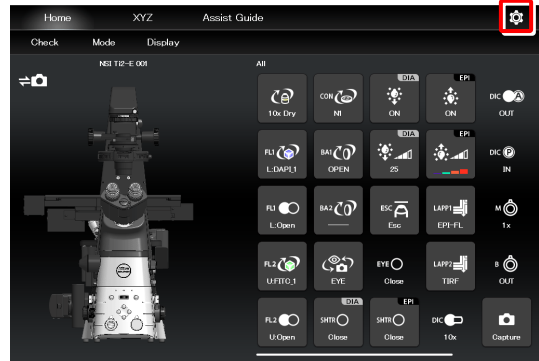 Home XYZ Assist Guide
Check Mode Display
NSI Ti2-E 001
All
10x Dry
CON
N1
DIA
ON
EPI
ON
DIC A
OUT
FL1
L:DAPI_1
BA1
OPEN
DIA
25
EPI
DIC P
IN
FL1
L:Open
BA2
ESC
Esc
LAPP1
EPI-FL
M
1x
FL2
U:FITC_1
EYE
EYE
Close
LAPP2
TIRF
B
OUT
FL2
U:Open
DIA
SHTR
Close
EPI
SHTR
Close
DIC
10x
Capture